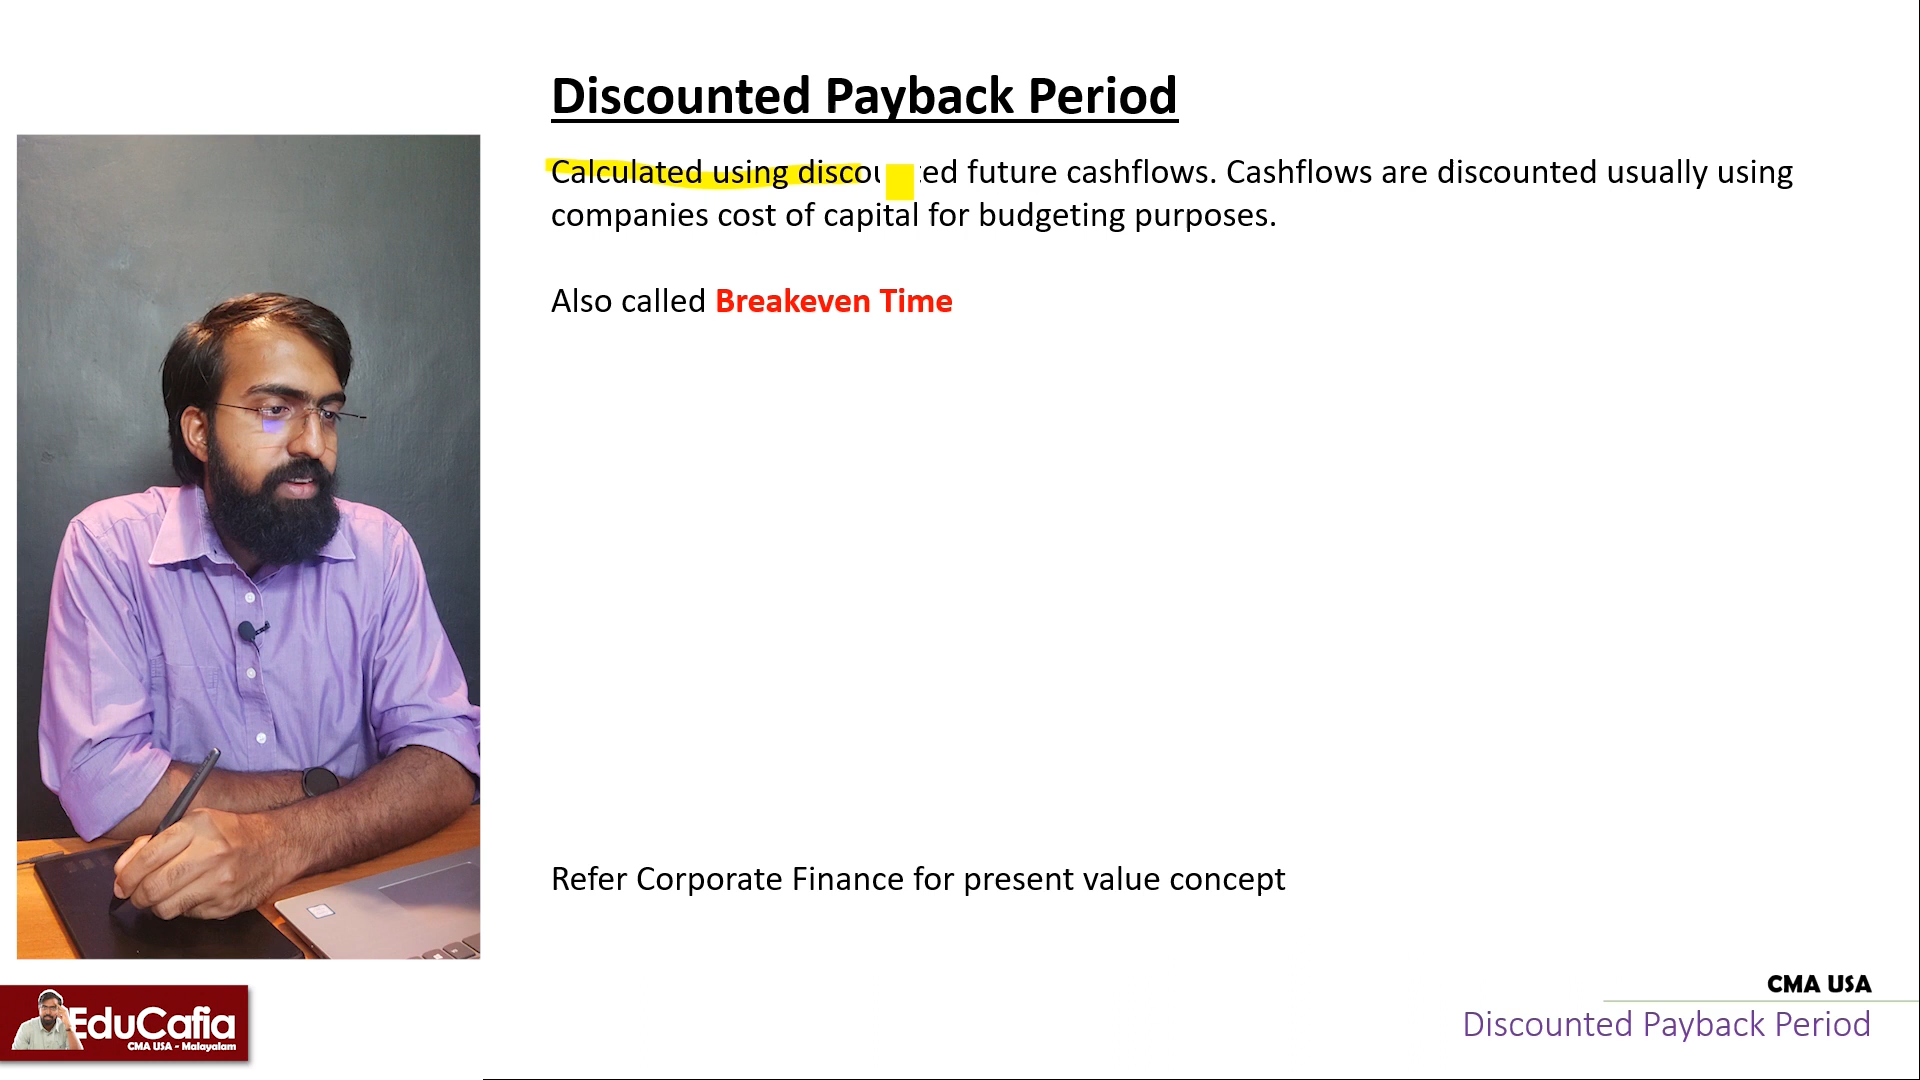 Discounted Payback Period
Calculated using discounted future cashflows. Cashflows are discounted usually using
companies cost of capital for budgeting purposes.
Also called Breakeven Time
Refer Corporate Finance for present value concept
CMA USA
Discounted Payback Period
EduCafia
CMA USA - Malayalam